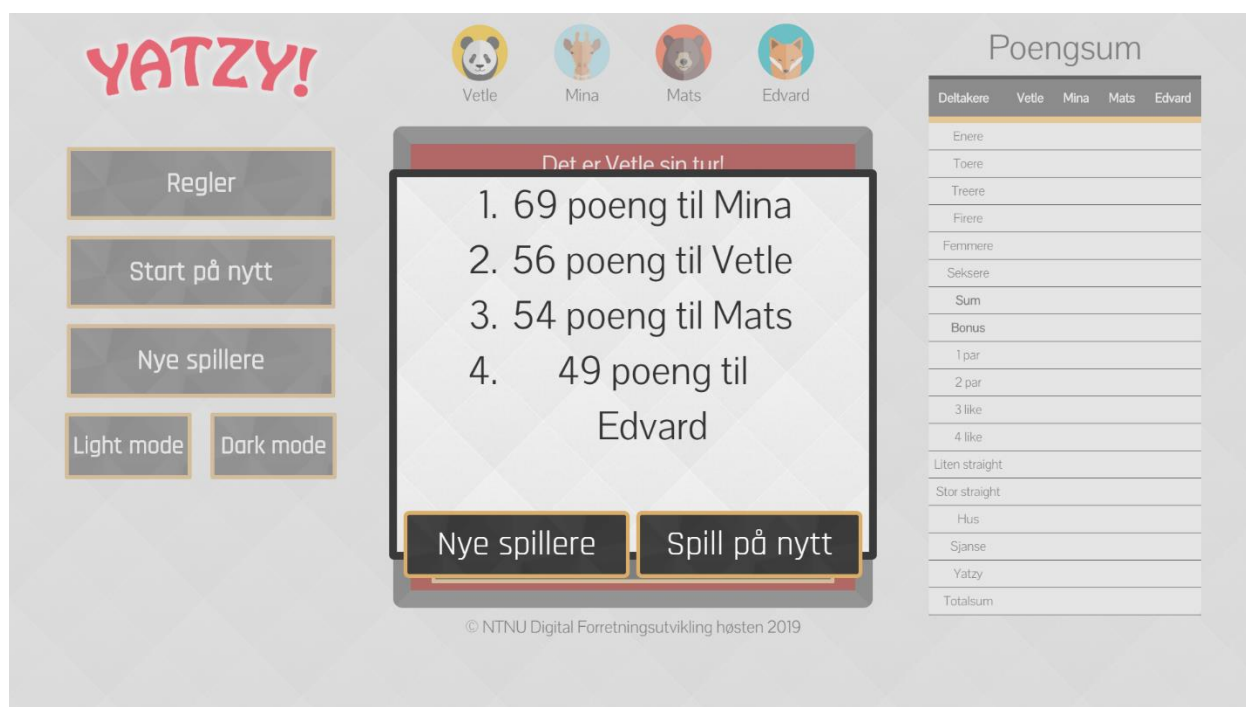 YATZY!
Regler
Start på nytt
Nye spillere
Light mode
Dark mode
Vetle
Mina
Mats
Edvard
Det er Vetle sin tur!
1. 69 poeng til Mina
2. 56 poeng til Vetle
3. 54 poeng til Mats
4. 49 poeng til
Edvard
Nye spillere
Spill på nytt
© NTNU Digital Forretningsutvikling høsten 2019
Poengsum
Deltakere Vetle Mina Mats Edvard
Enere
Toere
Treere
Firere
Femmere
Seksere
Sum
Bonus
1 par
2 par
3 like
4 like
Liten straight
Stor straight
Hus
Sjanse
Yatzy
Totalsum